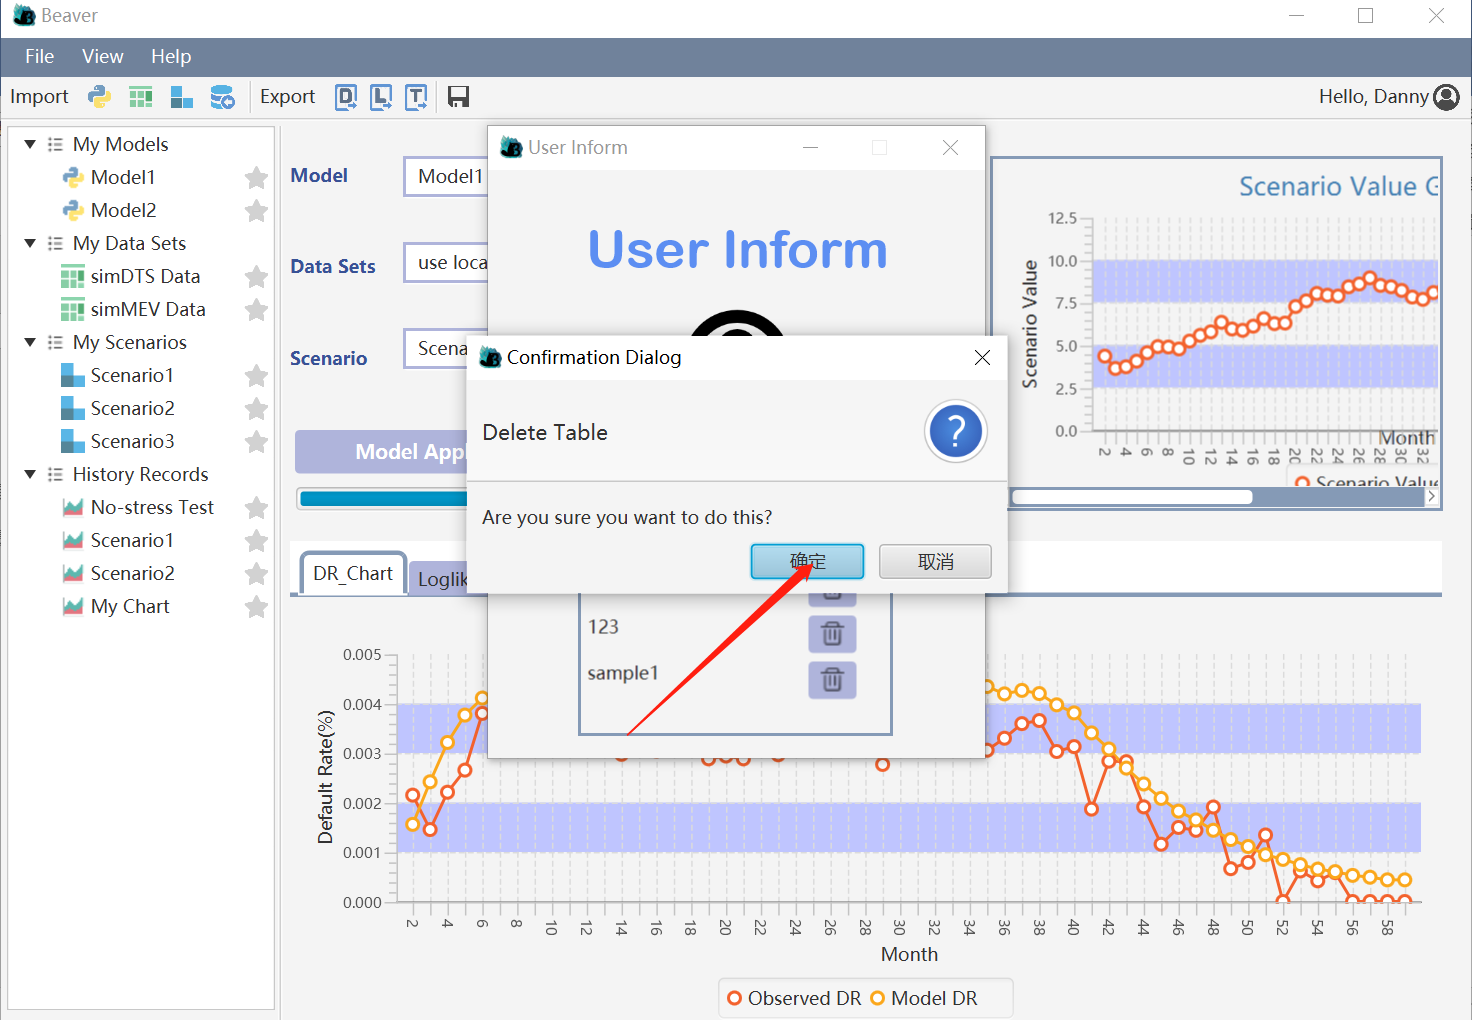 Beaver
File View Help
Import Export D L T Hello, Danny
My Models
Model1
Model2
My Data Sets
simDTS Data
simMEV Data
My Scenarios
Scenario1
Scenario2
Scenario3
History Records
No-stress Test
Scenario1
Scenario2
My Chart
Model Model1
Data Sets use loca
Scenario Scena
Model Appl
User Inform
User Inform
Confirmation Dialog
Delete Table
?
Are you sure you want to do this?
确定 取消
123
sample1
Scenario Value G
Scenario Value
12.5
10.0
7.5
5.0
2.5
0.0
2 4 6 8 10 12 14 16 18 20 22 24 26 28 30 32
Month
Scenario Value
DR_Chart Loglik
Default Rate(%)
0.005
0.004
0.003
0.002
0.001
0.000
2 4 6 8 10 12 14 16 18 20 22 24 26 28 30 32 34 36 38 40 42 44 46 48 50 52 54 56 58
Month
Observed DR Model DR